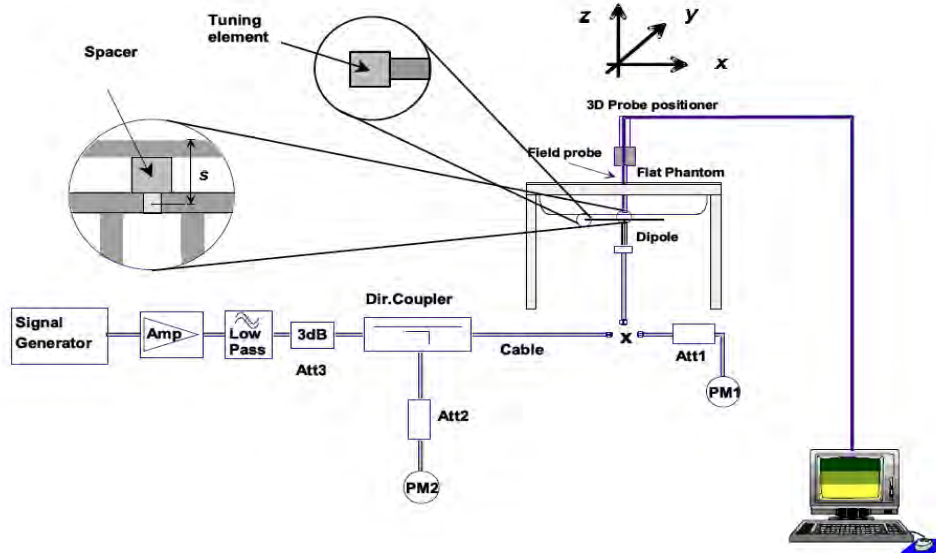 Tuning
element
z
y
x
Spacer
3D Probe positioner
Field probe
Flat Phantom
s
Dipole
Dir.Coupler
Signal
Generator
Amp
Low
Pass
3dB
Att3
Cable
x
Att1
PM1
Att2
PM2